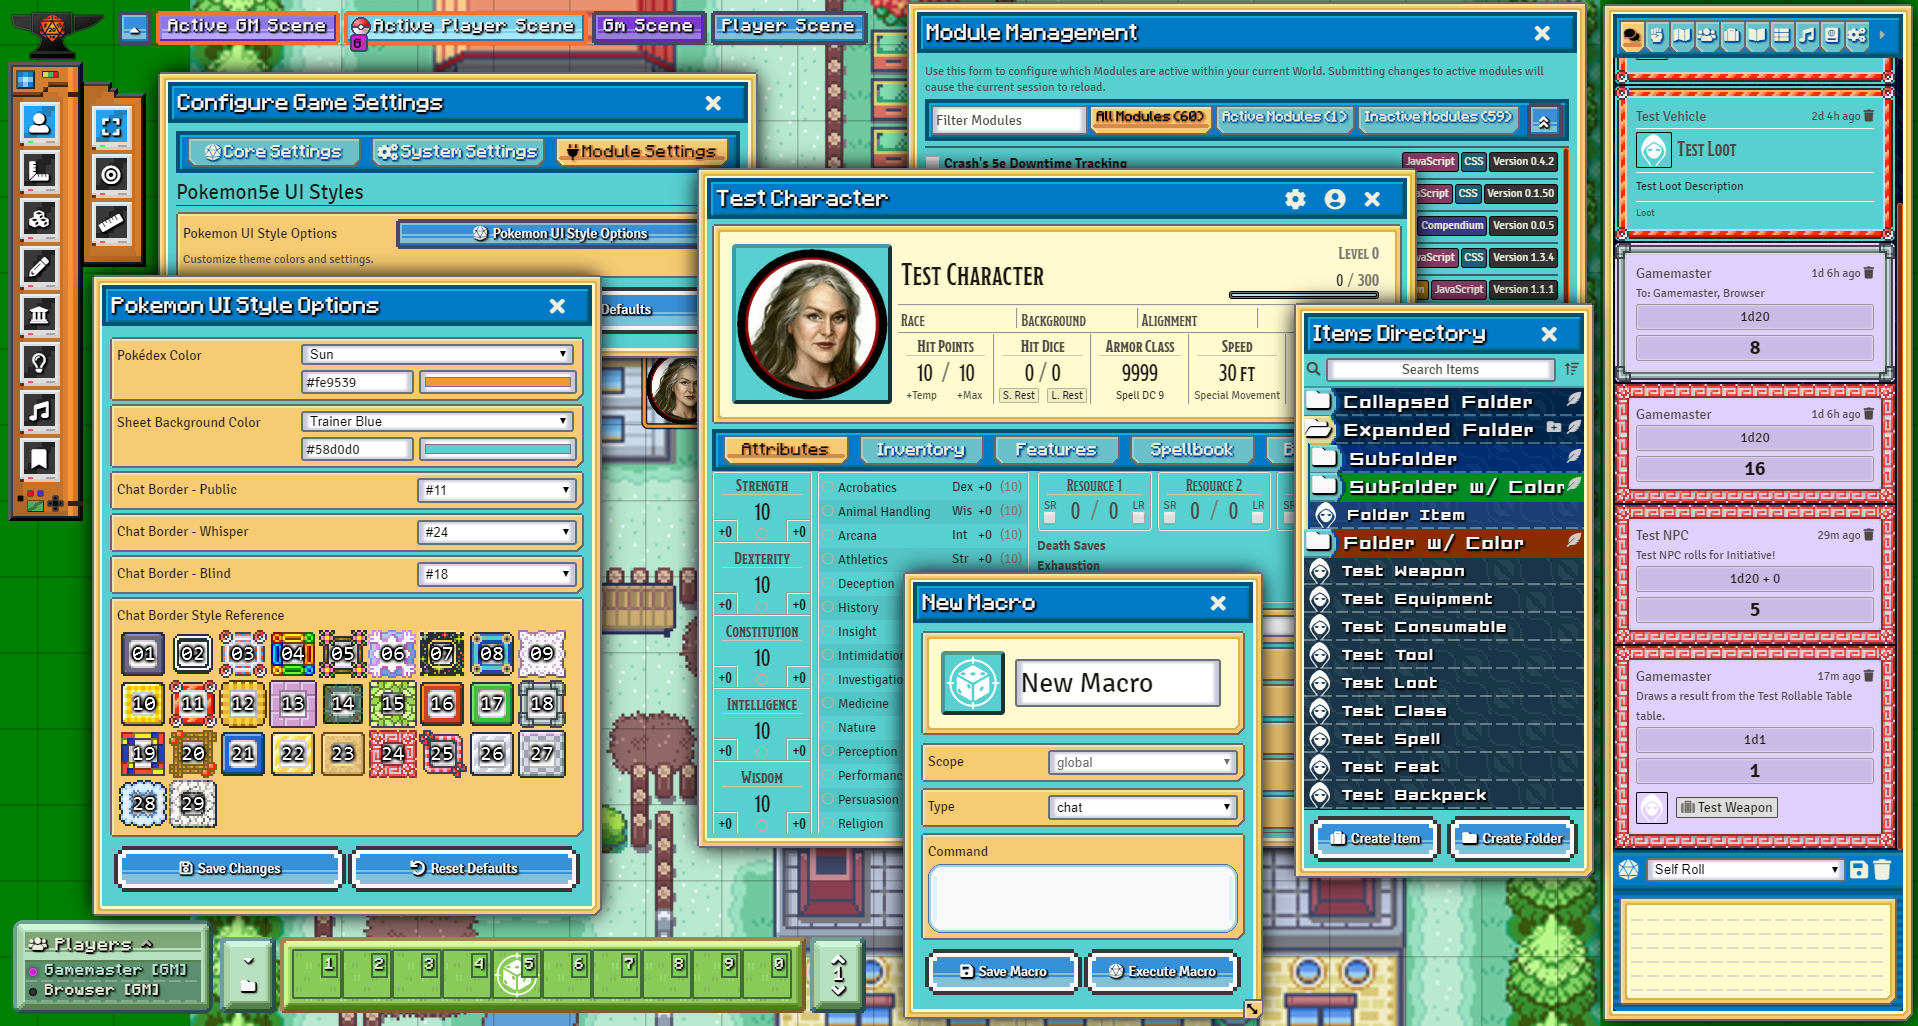 Active GM Scene
Active Player Scene
G
Gm Scene
Player Scene
Configure Game Settings
Core Settings
System Settings
Module Settings
Pokemon5e UI Styles
Pokemon UI Style Options
Pokemon UI Style Options
Customize theme colors and settings.
Defaults
Pokemon UI Style Options
Pokédex Color
Sun
#fe9539
Sheet Background Color
Trainer Blue
#58d0d0
Chat Border - Public
#11
Chat Border - Whisper
#24
Chat Border - Blind
#18
Chat Border Style Reference
01 02 03 04 05 06 07 08 09
10 11 12 13 14 15 16 17 18
19 20 21 22 23 24 25 26 27
28 29
Save Changes
Reset Defaults
Players
Gamemaster [GM]
Browser [GM]
1 2 3 4 5 6 7 8 9 0
1
Module Management
Use this form to configure which Modules are active within your current World. Submitting changes to active modules will
cause the current session to reload.
Filter Modules
All Modules (60)
Active Modules (1)
Inactive Modules (59)
Crash's 5e Downtime Tracking
JavaScript CSS Version 0.4.2
aScript CSS Version 0.1.50
Compendium Version 0.0.5
vaScript CSS Version 1.3.4
m JavaScript Version 1.1.1
Test Character
Test Character
Level 0
0 / 300
Race
Background
Alignment
Hit Points
10 / 10
+Temp +Max
Hit Dice
0 / 0
S. Rest L. Rest
Armor Class
9999
Spell DC 9
Speed
30 ft
Special Movement
Attributes
Inventory
Features
Spellbook
B
Strength
10
+0 +0
Dexterity
10
+0 +0
Constitution
10
+0 +0
Intelligence
10
+0 +0
Wisdom
10
+0 +0
Acrobatics Dex +0 (10)
Animal Handling Wis +0 (10)
Arcana Int +0 (10)
Athletics Str +0 (10)
Deception
History
Insight
Intimidatio
Investigatio
Medicine
Nature
Perception
Performanc
Persuasion
Religion
Resource 1
SR 0 / 0 LR
Resource 2
SR 0 / 0 LR
SR
Death Saves
Exhaustion
New Macro
New Macro
Scope
global
Type
chat
Command
Save Macro
Execute Macro
Items Directory
Search Items
Collapsed Folder
Expanded Folder
Subfolder
Subfolder w/ Color
Folder Item
Folder w/ Color
Test Weapon
Test Equipment
Test Consumable
Test Tool
Test Loot
Test Class
Test Spell
Test Feat
Test Backpack
Create Item
Create Folder
Test Vehicle 2d 4h ago
Test Loot
Test Loot Description
Loot
Gamemaster 1d 6h ago
To: Gamemaster, Browser
1d20
8
Gamemaster 1d 6h ago
1d20
16
Test NPC 29m ago
Test NPC rolls for Initiative!
1d20 + 0
5
Gamemaster 17m ago
Draws a result from the Test Rollable Table
table.
1d1
1
Test Weapon
Self Roll